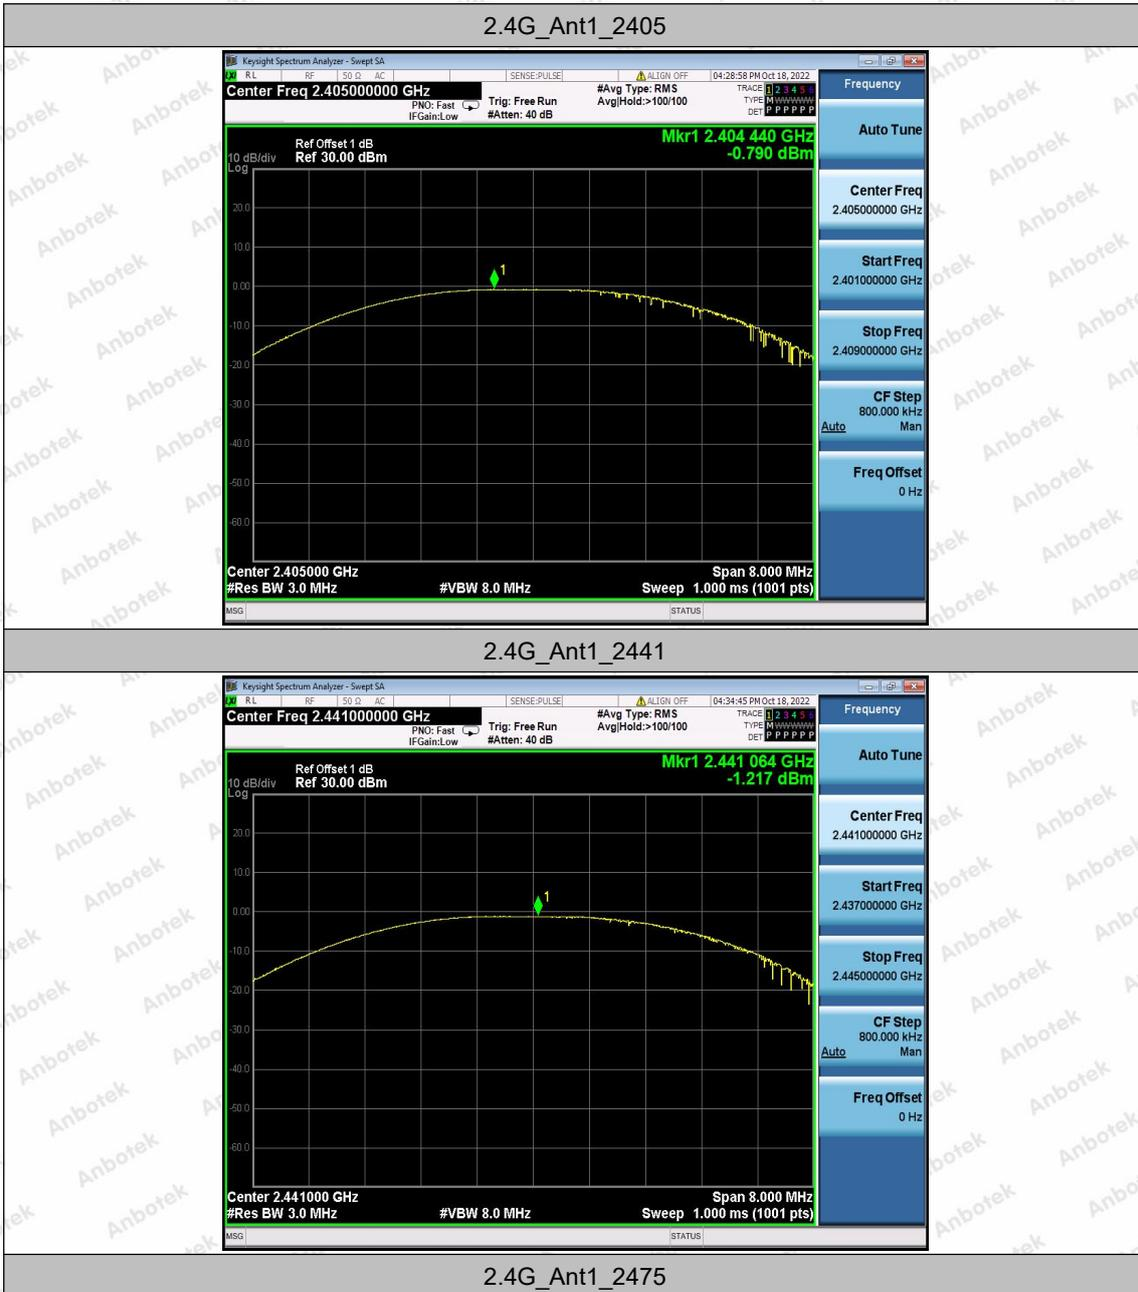 2.4G_Ant1_2405
Keysight Spectrum Analyzer - Swept SA
LXI RL RF 50 Ω AC SENSE:PULSE ALIGN OFF 04:28:58 PM Oct 18, 2022
Center Freq 2.405000000 GHz
PNO: Fast
IFGain:Low
Trig: Free Run
#Atten: 40 dB
#Avg Type: RMS
Avg|Hold:>100/100
TRACE 1 2 3 4 5 6
TYPE M W W W W W
DET P P P P P P
Ref Offset 1 dB
10 dB/div Ref 30.00 dBm
Log
Mkr1 2.404 440 GHz
-0.790 dBm
20.0
10.0
1
0.00
-10.0
-20.0
-30.0
-40.0
-50.0
-60.0
Center 2.405000 GHz Span 8.000 MHz
#Res BW 3.0 MHz #VBW 8.0 MHz Sweep 1.000 ms (1001 pts)
MSG STATUS
Frequency
Auto Tune
Center Freq
2.405000000 GHz
Start Freq
2.401000000 GHz
Stop Freq
2.409000000 GHz
CF Step
800.000 kHz
Auto Man
Freq Offset
0 Hz
2.4G_Ant1_2441
Keysight Spectrum Analyzer - Swept SA
LXI RL RF 50 Ω AC SENSE:PULSE ALIGN OFF 04:34:45 PM Oct 18, 2022
Center Freq 2.441000000 GHz
PNO: Fast
IFGain:Low
Trig: Free Run
#Atten: 40 dB
#Avg Type: RMS
Avg|Hold:>100/100
TRACE 1 2 3 4 5 6
TYPE M W W W W W
DET P P P P P P
Ref Offset 1 dB
10 dB/div Ref 30.00 dBm
Log
Mkr1 2.441 064 GHz
-1.217 dBm
20.0
10.0
1
0.00
-10.0
-20.0
-30.0
-40.0
-50.0
-60.0
Center 2.441000 GHz Span 8.000 MHz
#Res BW 3.0 MHz #VBW 8.0 MHz Sweep 1.000 ms (1001 pts)
MSG STATUS
Frequency
Auto Tune
Center Freq
2.441000000 GHz
Start Freq
2.437000000 GHz
Stop Freq
2.445000000 GHz
CF Step
800.000 kHz
Auto Man
Freq Offset
0 Hz
2.4G_Ant1_2475
Anbotek